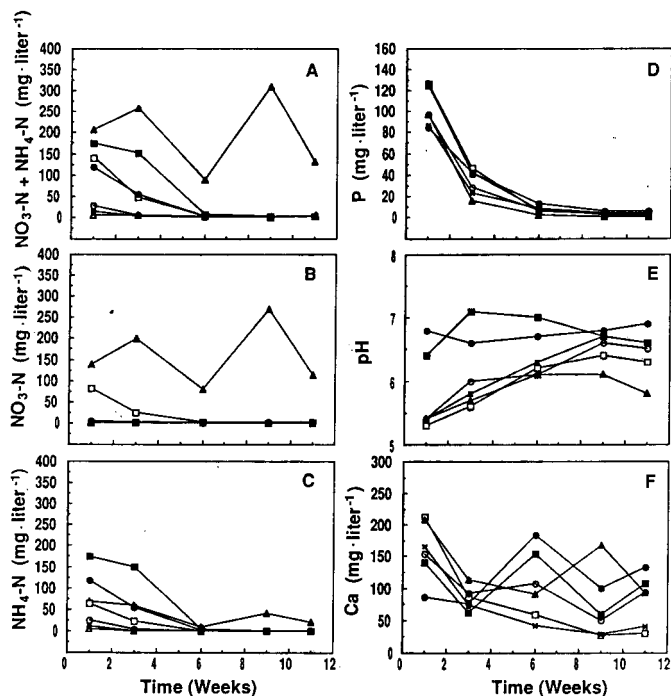 NO₃-N + NH₄-N (mg·liter⁻¹)
400
350
300
250
200
150
100
50
0
A
NO₃-N (mg·liter⁻¹)
400
350
300
250
200
150
100
50
0
B
NH₄-N (mg·liter⁻¹)
400
350
300
250
200
150
100
50
0
C
0 2 4 6 8 10 12
Time (Weeks)
P (mg·liter⁻¹)
160
140
120
100
80
60
40
20
0
D
pH
8
7
6
5
E
Ca (mg·liter⁻¹)
300
250
200
150
100
50
0
F
0 2 4 6 8 10 12
Time (Weeks)